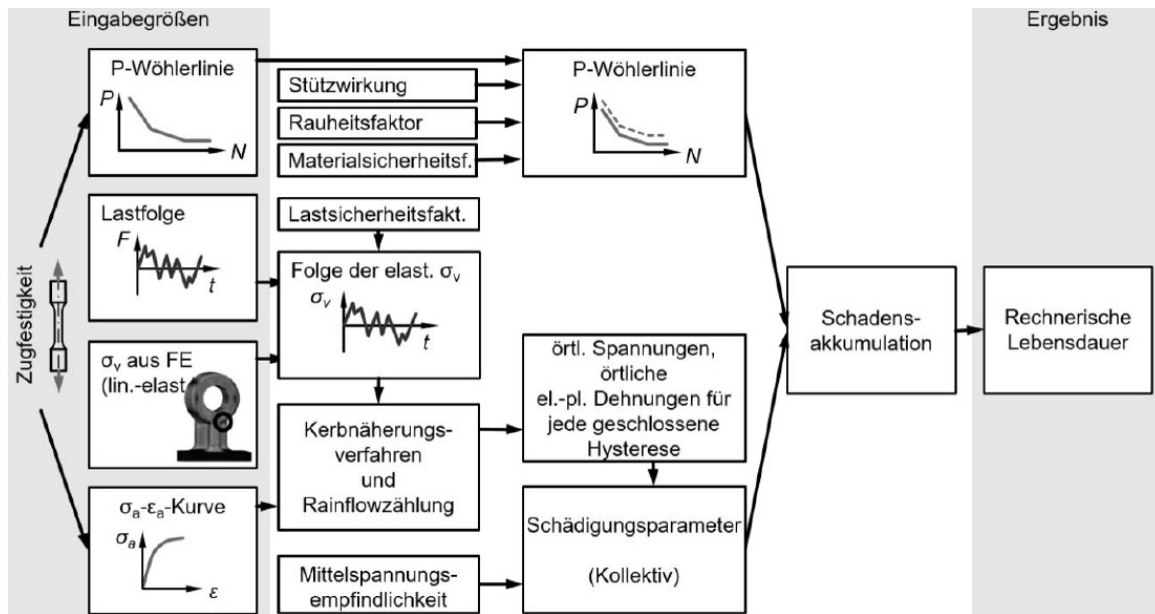 Eingabegrößen
Ergebnis
Zugfestigkeit
P-Wöhlerlinie
P
N
Lastfolge
F
t
σv aus FE
(lin.-elast
σa-εa-Kurve
σa
ε
Stützwirkung
Rauheitsfaktor
Materialsicherheitsf.
Lastsicherheitsfakt.
Folge der elast. σv
σv
t
Kerbnäherungs-
verfahren
und
Rainflowzählung
Mittelspannungs-
empfindlichkeit
P-Wöhlerlinie
P
N
örtl. Spannungen,
örtliche
el.-pl. Dehnungen für
jede geschlossene
Hysterese
Schädigungsparameter
(Kollektiv)
Schadens-
akkumulation
Rechnerische
Lebensdauer